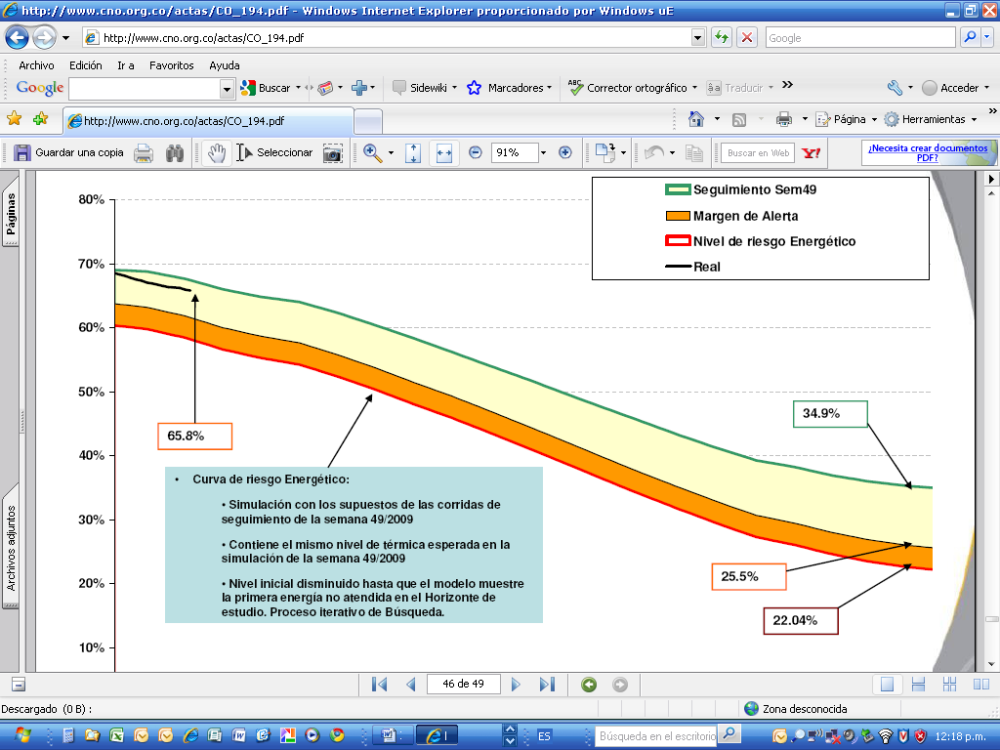 http://www.cno.org.co/actas/CO_194.pdf - Windows Internet Explorer proporcionado por Windows uE
http://www.cno.org.co/actas/CO_194.pdf
Google
Archivo Edición Ir a Favoritos Ayuda
Google Buscar Sidewiki Marcadores ABC Corrector ortográfico Traducir » Acceder
http://www.cno.org.co/actas/CO_194.pdf Página Herramientas »
Guardar una copia Seleccionar 91% Buscar en Web Y! ¿Necesita crear documentos
PDF?
Páginas
Archivos adjuntos
Seguimiento Sem49
Margen de Alerta
Nivel de riesgo Energético
Real
80%
70%
60%
50%
40%
30%
20%
10%
65.8%
34.9%
25.5%
22.04%
• Curva de riesgo Energético:
• Simulación con los supuestos de las corridas de
seguimiento de la semana 49/2009
• Contiene el mismo nivel de térmica esperada en la
simulación de la semana 49/2009
• Nivel inicial disminuido hasta que el modelo muestre
la primera energía no atendida en el Horizonte de
estudio. Proceso iterativo de Búsqueda.
46 de 49
Descargado (0 B) : Zona desconocida
ES Búsqueda en el escritorio 12:18 p.m.